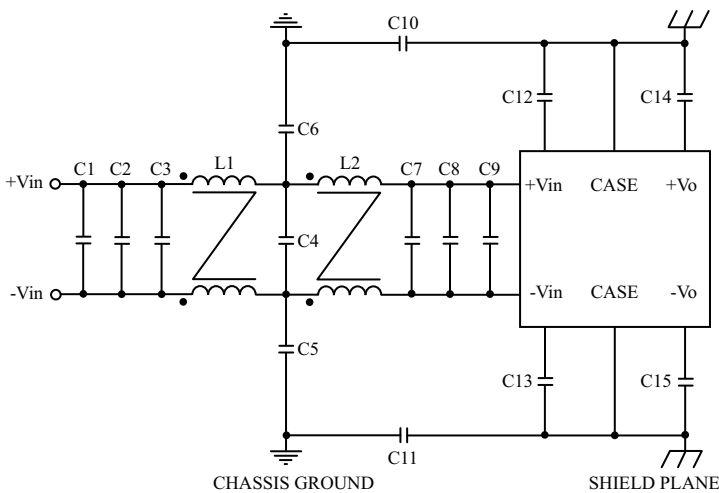 C10
C12
C14
C6
C1
C2
C3
L1
L2
C7
C8
C9
+Vin
+Vin
CASE
+Vo
C4
-Vin
-Vin
CASE
-Vo
C5
C13
C15
C11
CHASSIS GROUND
SHIELD PLANE